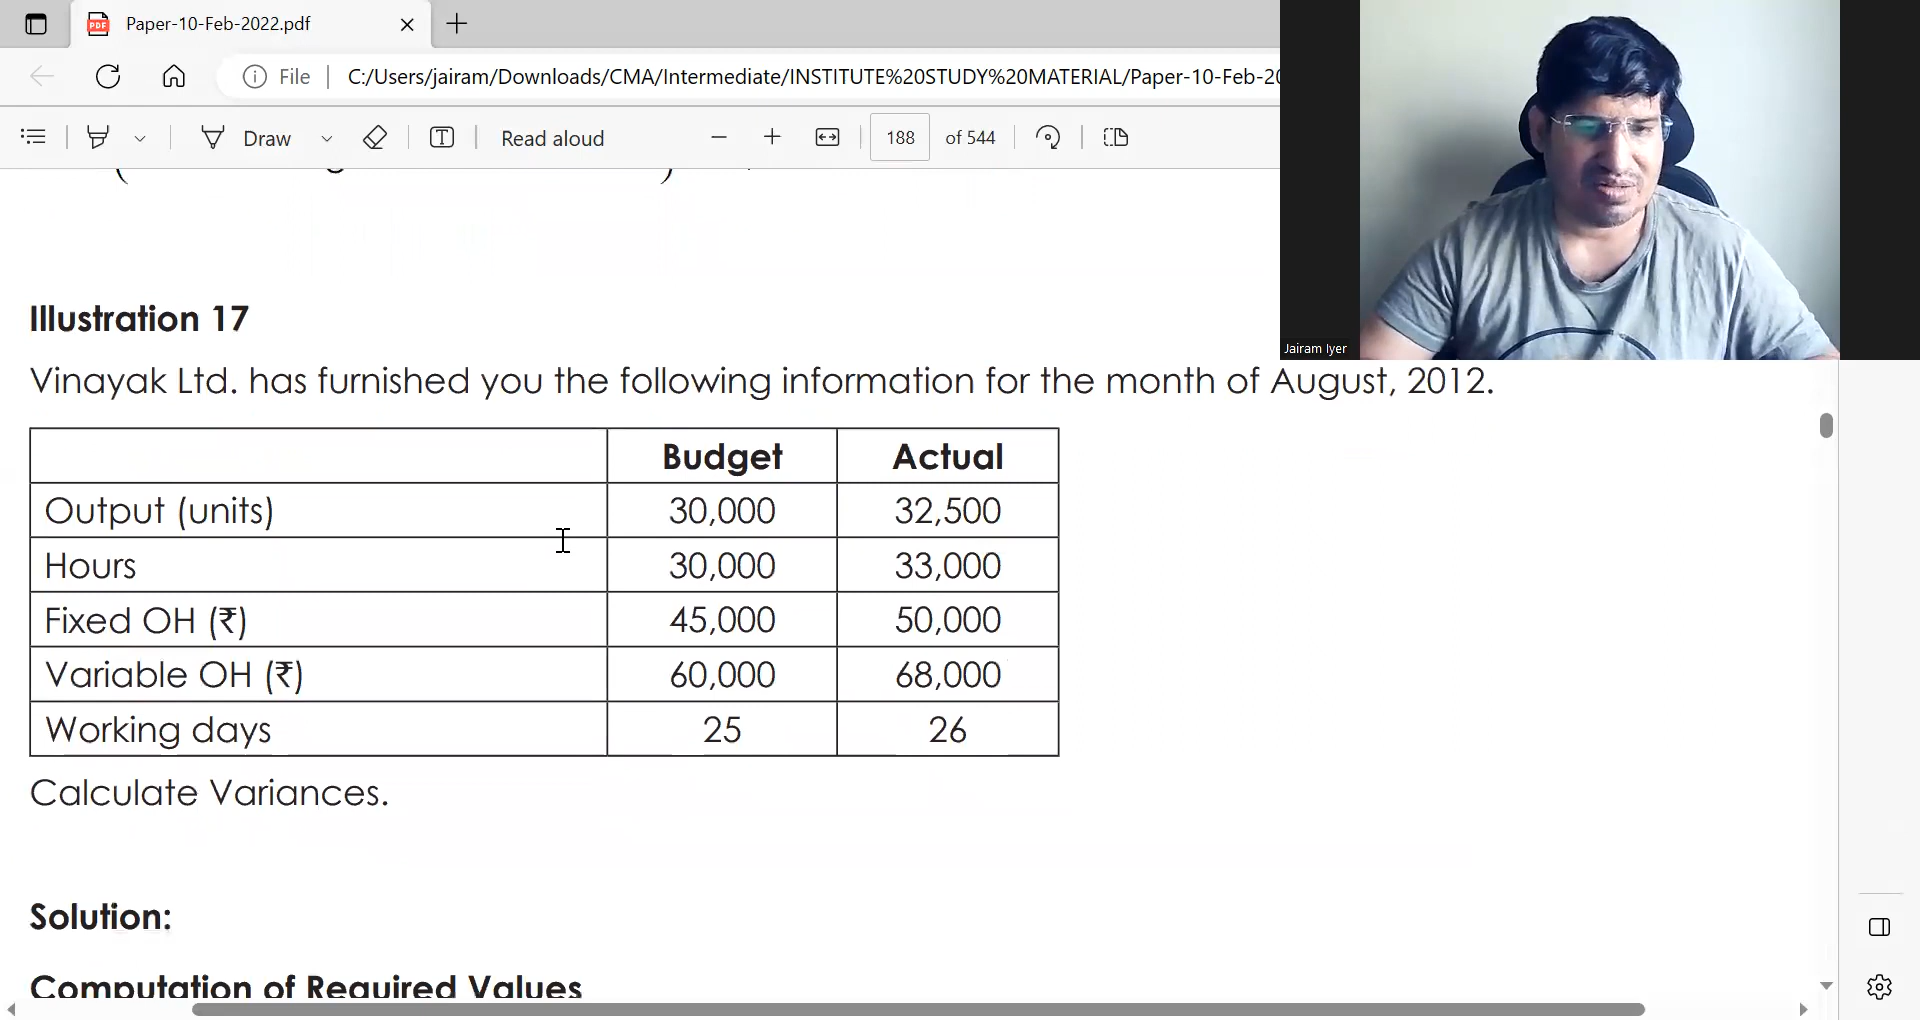 Paper-10-Feb-2022.pdf
File
C:/Users/jairam/Downloads/CMA/Intermediate/INSTITUTE%20STUDY%20MATERIAL/Paper-10-Feb-20
Draw
Read aloud
188 of 544
Jairam Iyer
Illustration 17
Vinayak Ltd. has furnished you the following information for the month of August, 2012.
Budget Actual
Output (units) 30,000 32,500
Hours 30,000 33,000
Fixed OH (₹) 45,000 50,000
Variable OH (₹) 60,000 68,000
Working days 25 26
Calculate Variances.
Solution:
Computation of Required Values